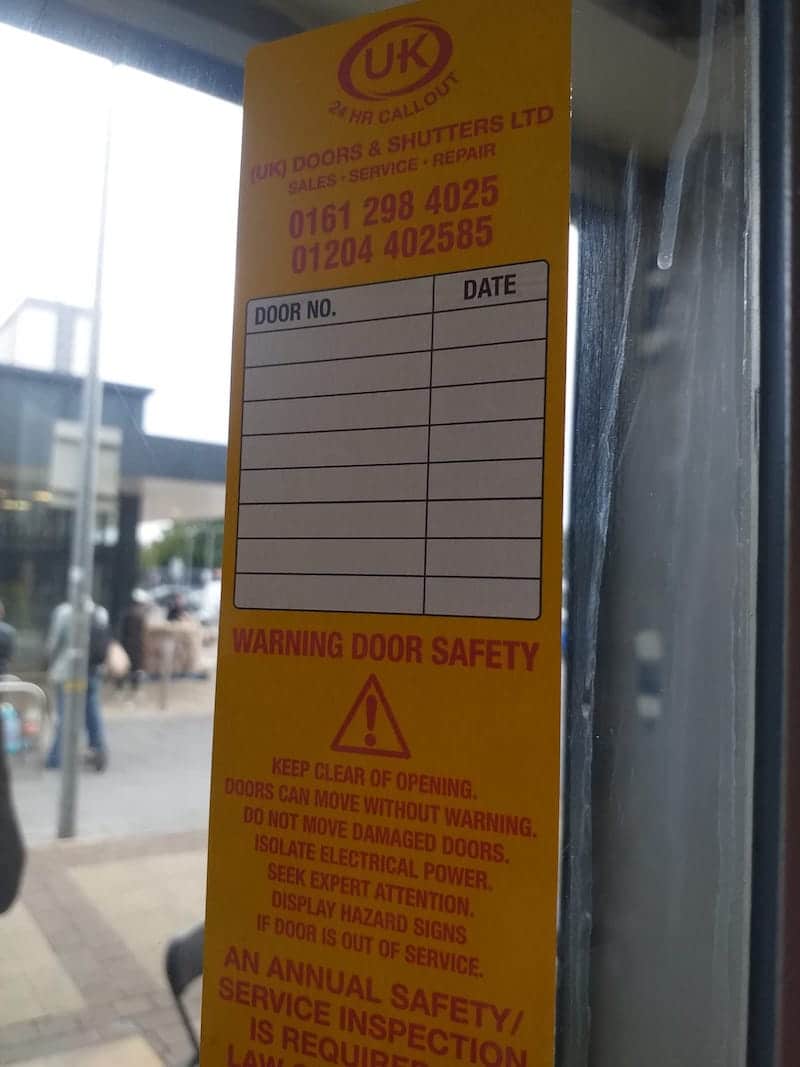 UK
24 HR CALLOUT
(UK) DOORS & SHUTTERS LTD
SALES • SERVICE • REPAIR
0161 298 4025
01204 402585
DOOR NO. DATE
WARNING DOOR SAFETY
!
KEEP CLEAR OF OPENING.
DOORS CAN MOVE WITHOUT WARNING.
DO NOT MOVE DAMAGED DOORS.
ISOLATE ELECTRICAL POWER.
SEEK EXPERT ATTENTION.
DISPLAY HAZARD SIGNS
IF DOOR IS OUT OF SERVICE.
AN ANNUAL SAFETY/
SERVICE INSPECTION
IS REQUIRED
LAW